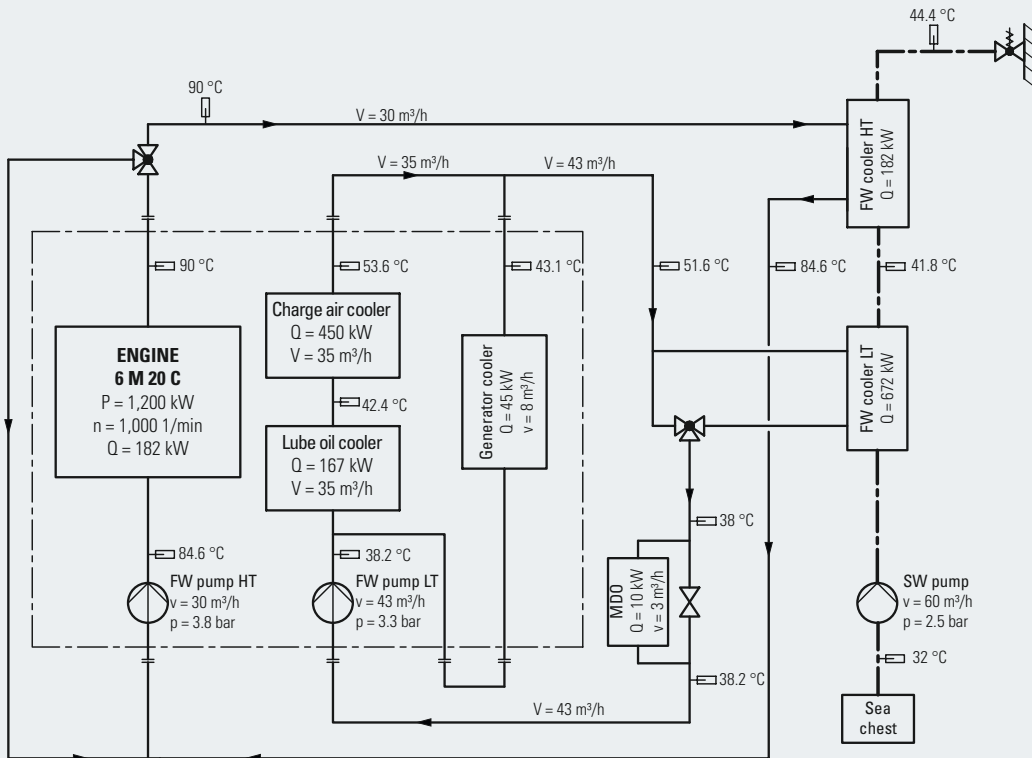 44.4 °C
90 °C
V = 30 m³/h
FW cooler HT
Q = 182 kW
V = 35 m³/h
V = 43 m³/h
90 °C
53.6 °C
43.1 °C
51.6 °C
84.6 °C
41.8 °C
Charge air cooler
Q = 450 kW
V = 35 m³/h
ENGINE
6 M 20 C
P = 1,200 kW
n = 1,000 1/min
Q = 182 kW
Generator cooler
Q = 45 kW
v = 8 m³/h
FW cooler LT
Q = 672 kW
42.4 °C
Lube oil cooler
Q = 167 kW
V = 35 m³/h
38 °C
84.6 °C
38.2 °C
FW pump HT
v = 30 m³/h
p = 3.8 bar
FW pump LT
v = 43 m³/h
p = 3.3 bar
MDO
Q = 10 kW
v = 3 m³/h
SW pump
v = 60 m³/h
p = 2.5 bar
32 °C
38.2 °C
V = 43 m³/h
Sea
chest